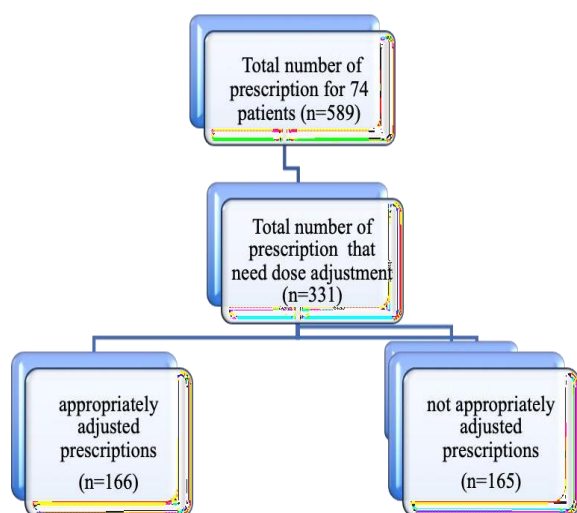 Total number of
prescription for 74
patients (n=589)
Total number of
prescription that
need dose adjustment
(n=331)
appropriately
adjusted
prescriptions
(n=166)
not appropriately
adjusted
prescriptions
(n=165)